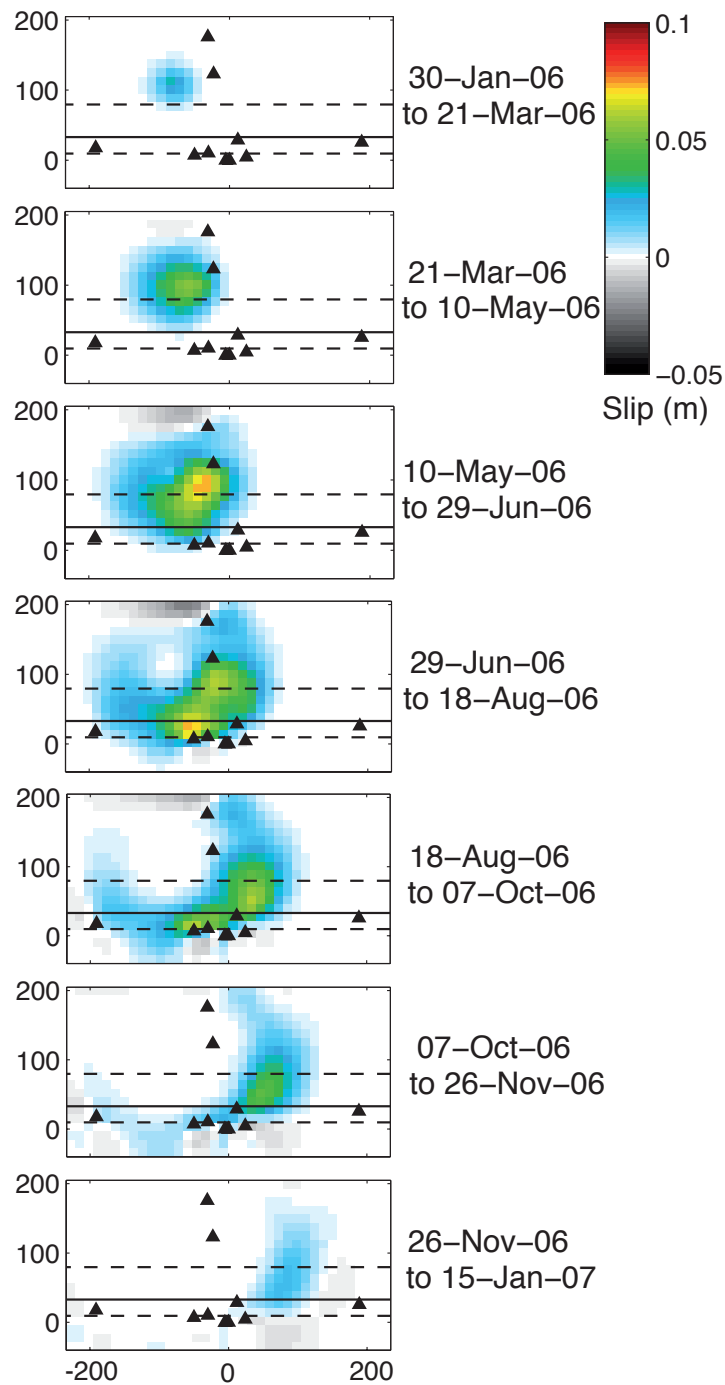 200
100
0
30−Jan−06
to 21−Mar−06
0.1
0.05
0
−0.05
Slip (m)
200
100
0
21−Mar−06
to 10−May−06
200
100
0
10−May−06
to 29−Jun−06
200
100
0
29−Jun−06
to 18−Aug−06
200
100
0
18−Aug−06
to 07−Oct−06
200
100
0
07−Oct−06
to 26−Nov−06
200
100
0
26−Nov−06
to 15−Jan−07
-200 0 200